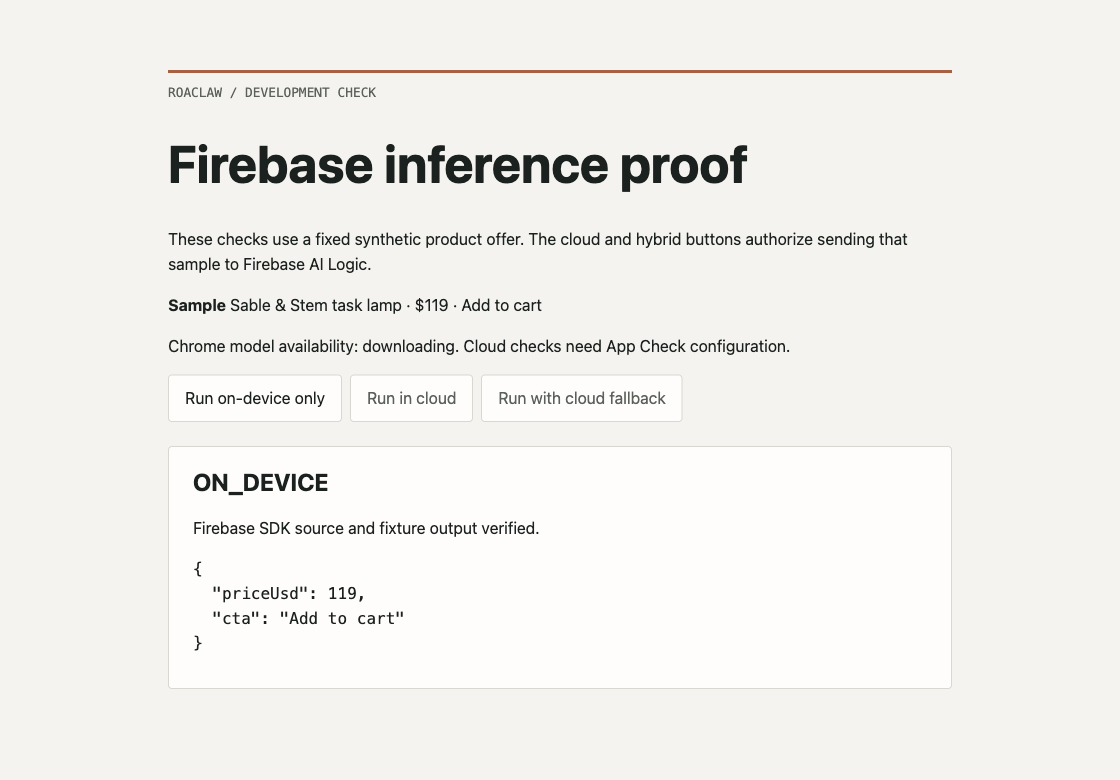 ROACLAW / DEVELOPMENT CHECK
Firebase inference proof
These checks use a fixed synthetic product offer. The cloud and hybrid buttons authorize sending that
sample to Firebase AI Logic.
Sample Sable & Stem task lamp · $119 · Add to cart
Chrome model availability: downloading. Cloud checks need App Check configuration.
Run on-device only
Run in cloud
Run with cloud fallback
ON_DEVICE
Firebase SDK source and fixture output verified.
{
  "priceUsd": 119,
  "cta": "Add to cart"
}